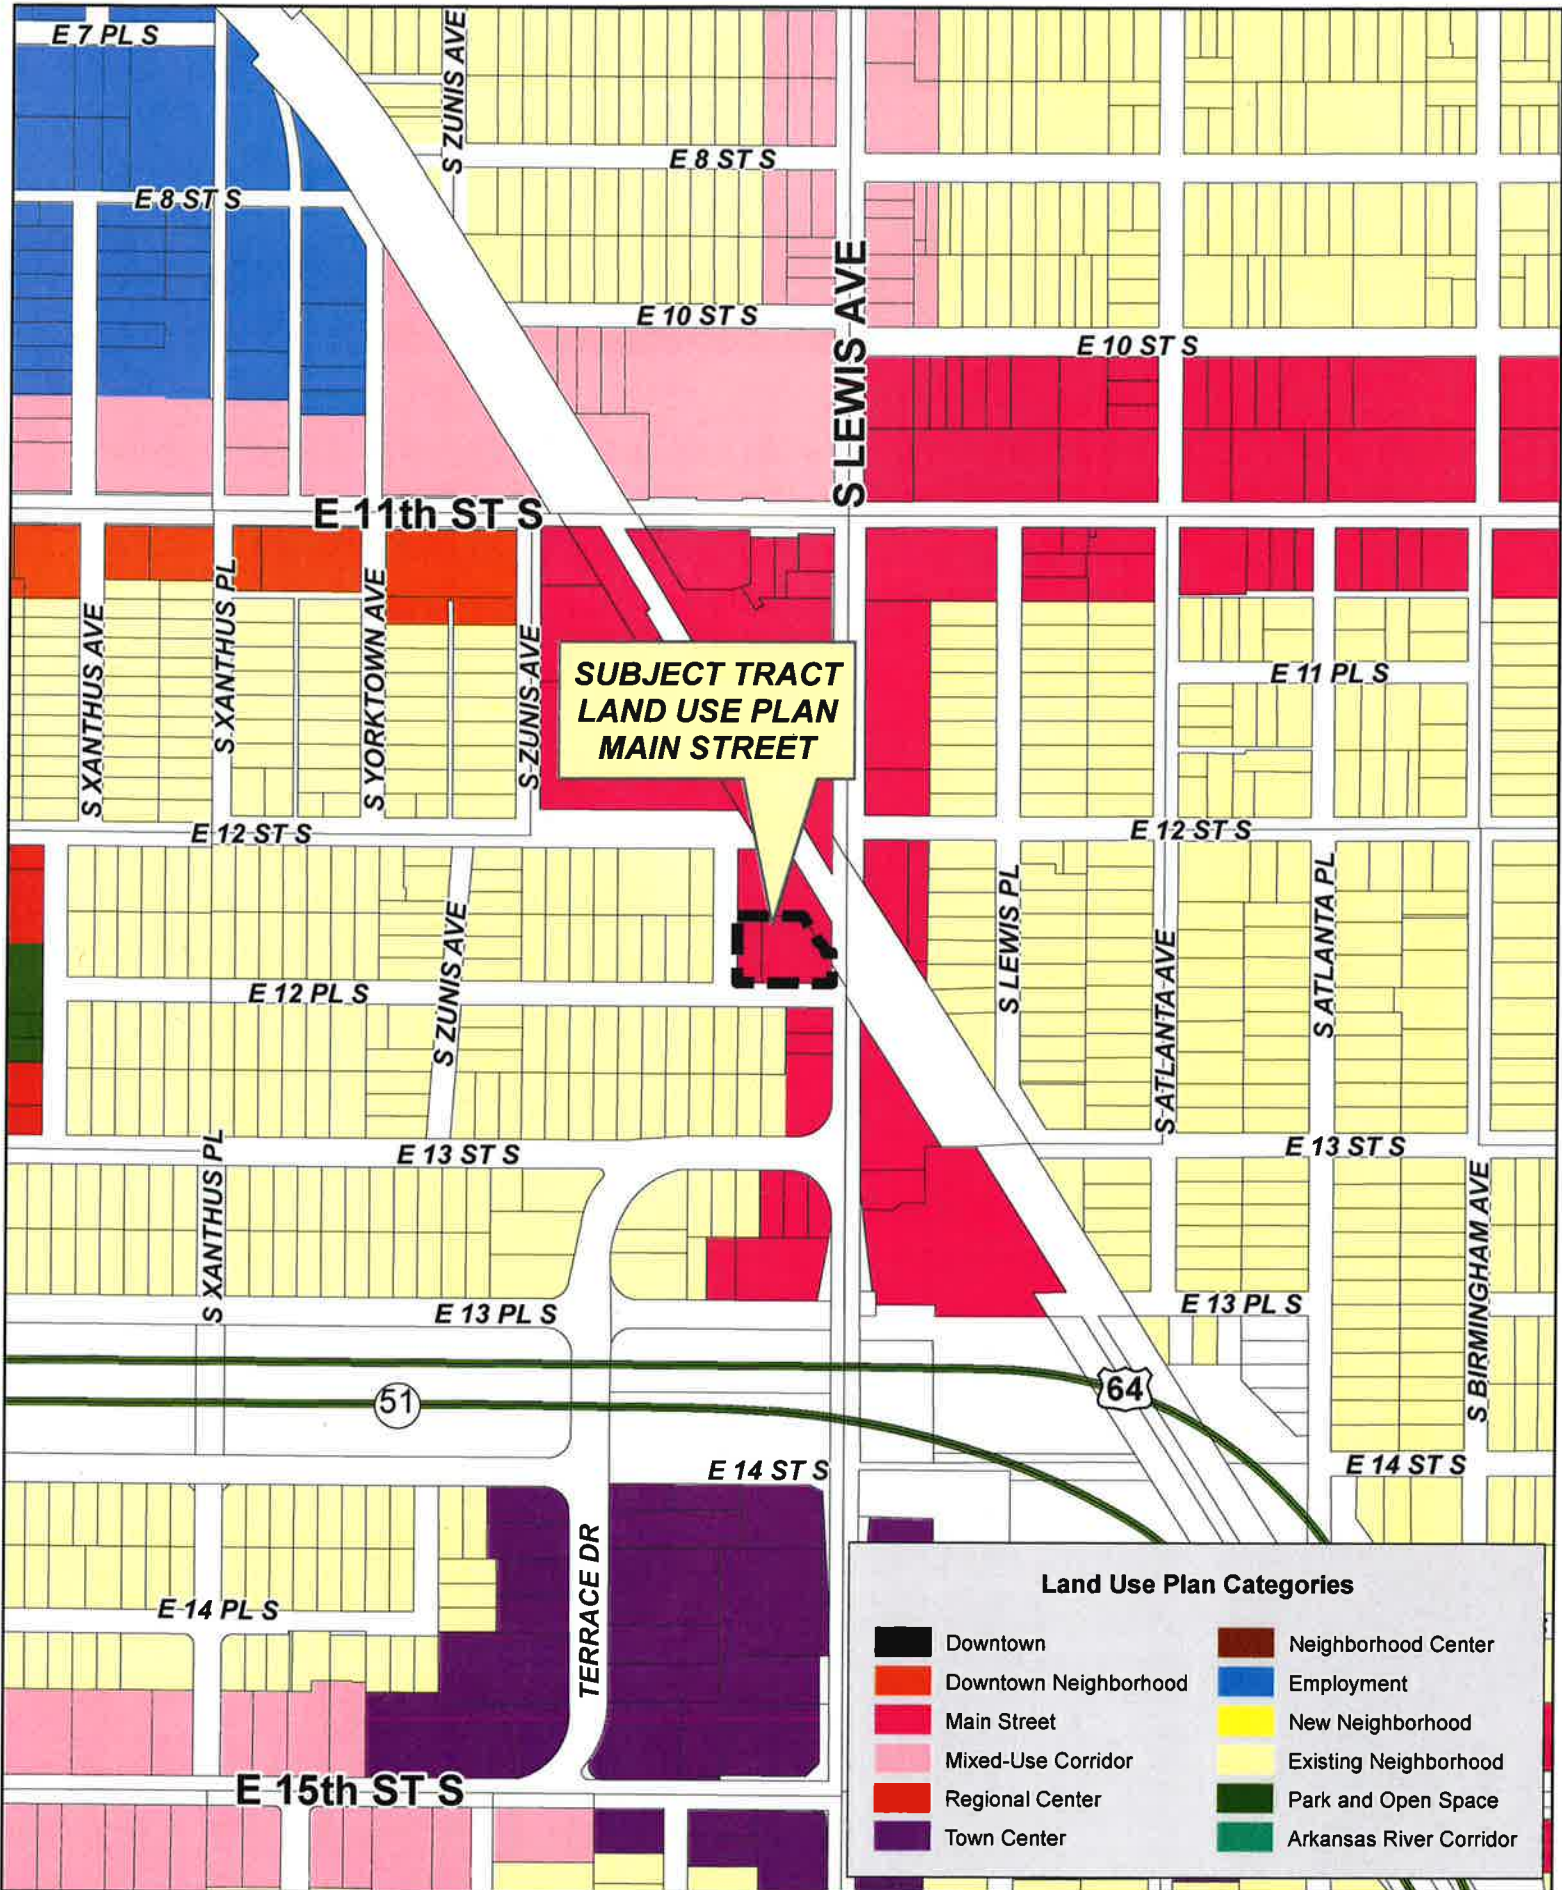 E 7 PL S
S ZUNIS AVE
E 8 ST S
E 8 ST S
E 10 ST S
E 10 ST S
S LEWIS AVE
E 11th ST S
S XANTHUS AVE
S XANTHUS PL
S YORKTOWN AVE
S ZUNIS AVE
SUBJECT TRACT
LAND USE PLAN
MAIN STREET
E 11 PL S
E 12 ST S
E 12 ST S
S ZUNIS AVE
S LEWIS PL
S ATLANTA AVE
S ATLANTA PL
E 12 PL S
E 13 ST S
E 13 ST S
S XANTHUS PL
S BIRMINGHAM AVE
E 13 PL S
E 13 PL S
51
64
E 14 ST S
E 14 ST S
TERRACE DR
E 14 PL S
E 15th ST S
Land Use Plan Categories
Downtown
Downtown Neighborhood
Main Street
Mixed-Use Corridor
Regional Center
Town Center
Neighborhood Center
Employment
New Neighborhood
Existing Neighborhood
Park and Open Space
Arkansas River Corridor